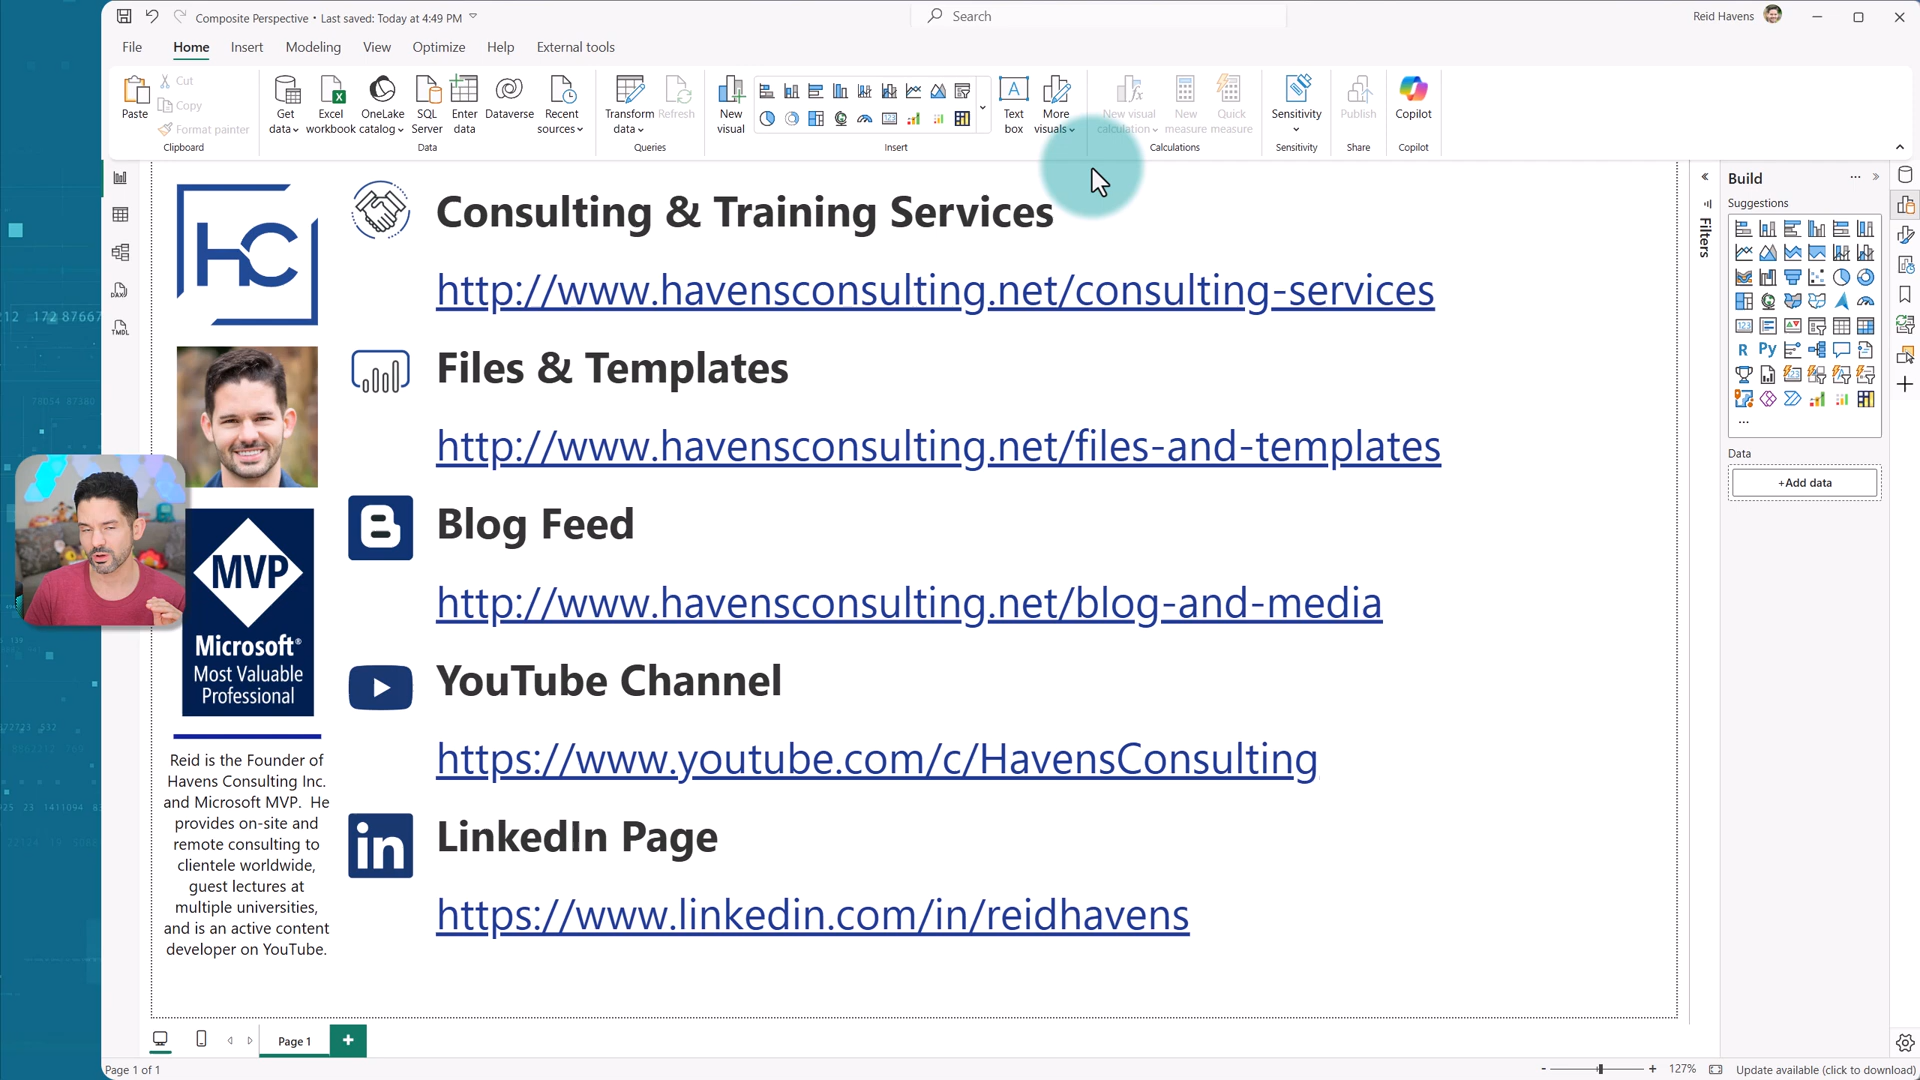 Composite Perspective • Last saved: Today at 4:49 PM
Search
Reid Havens
File Home Insert Modeling View Optimize Help External tools
Paste
Cut
Copy
Format painter
Clipboard
Get data
Excel workbook
OneLake catalog
SQL Server
Enter data
Dataverse
Recent sources
Data
Transform data
Refresh
Queries
New visual
Text box
More visuals
Insert
New visual calculation
New measure
Quick measure
Calculations
Sensitivity
Sensitivity
Publish
Share
Copilot
Copilot
DAX
TMDL
HC
Consulting & Training Services
http://www.havensconsulting.net/consulting-services
Files & Templates
http://www.havensconsulting.net/files-and-templates
Blog Feed
http://www.havensconsulting.net/blog-and-media
YouTube Channel
https://www.youtube.com/c/HavensConsulting
in
LinkedIn Page
https://www.linkedin.com/in/reidhavens
MVP
Microsoft®
Most Valuable
Professional
Reid is the Founder of
Havens Consulting Inc.
and Microsoft MVP. He
provides on-site and
remote consulting to
clientele worldwide,
guest lectures at
multiple universities,
and is an active content
developer on YouTube.
Filters
Build
Suggestions
123
R Py
...
Data
+Add data
Page 1
+
Page 1 of 1
- + 127%
Update available (click to download)